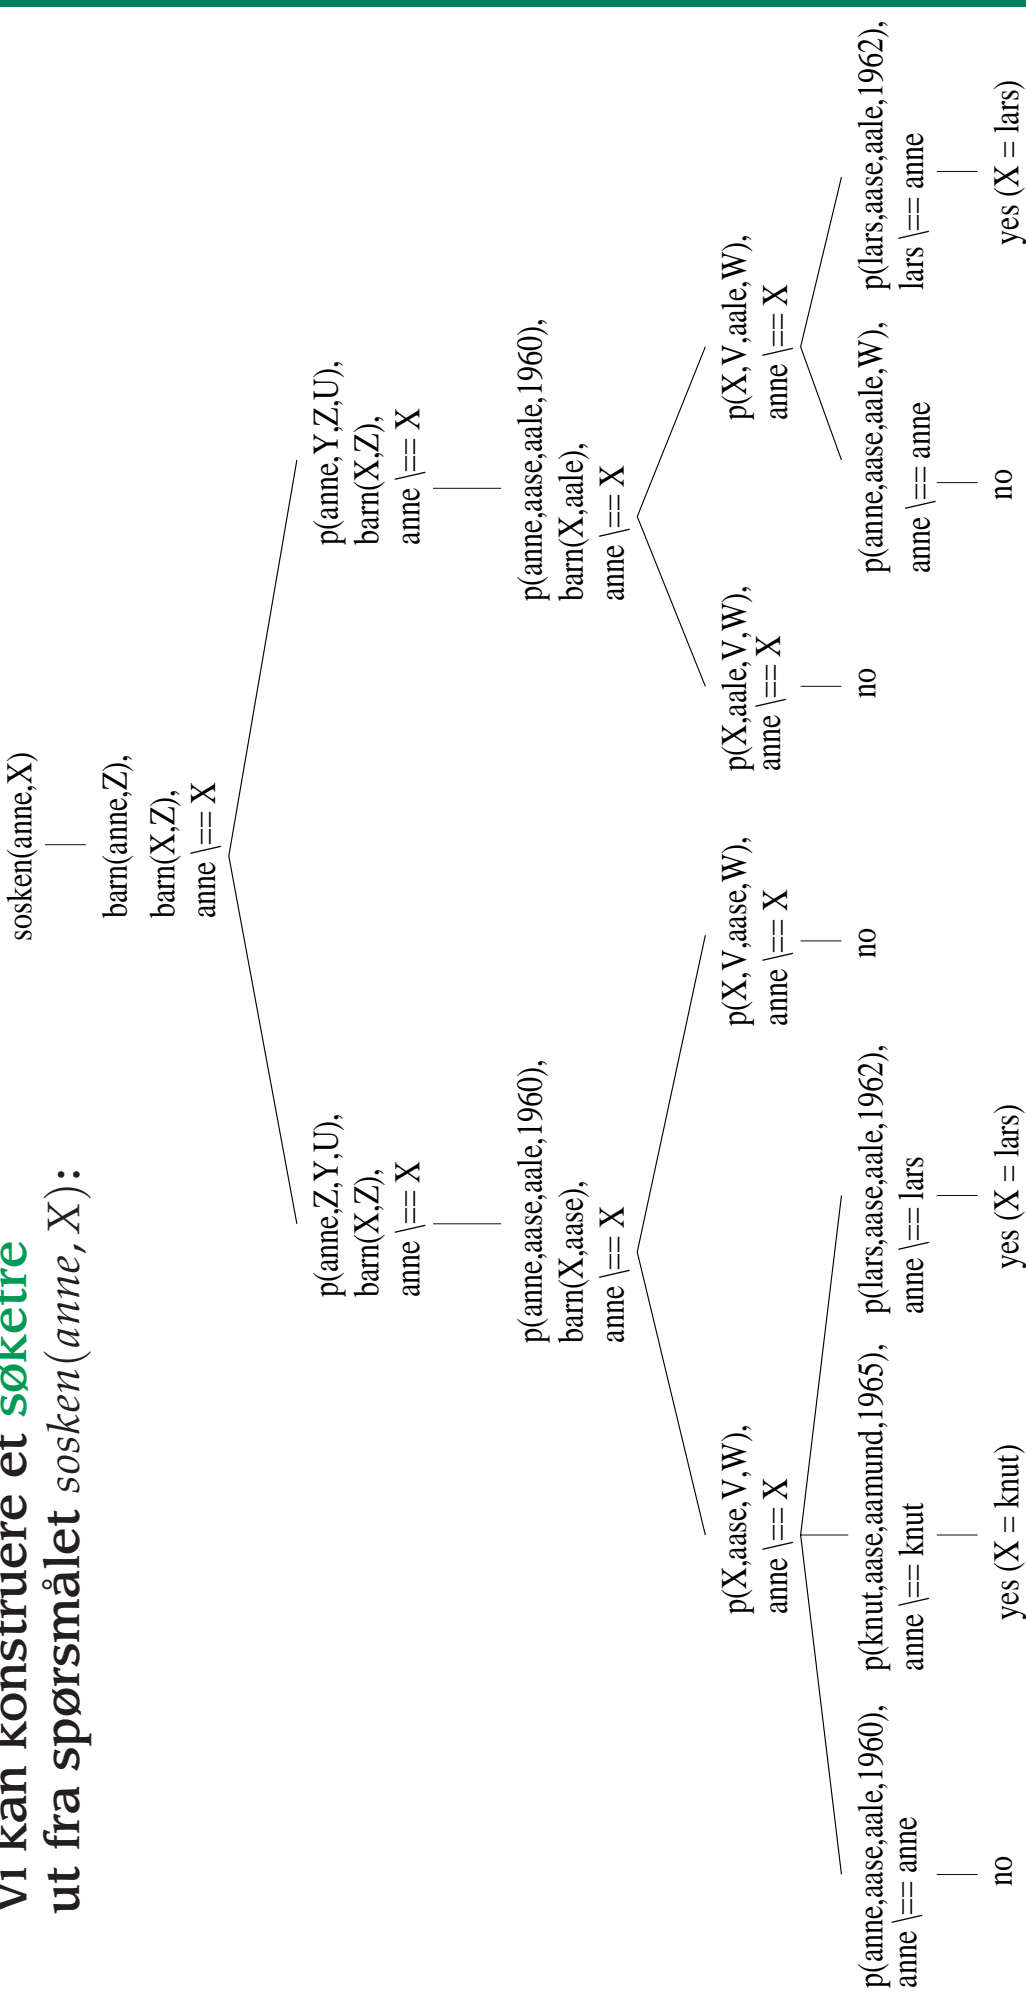 Vi kan konstruere et søketre
ut fra spørsmålet sosken(anne, X):
sosken(anne,X)
barn(anne,Z),
barn(X,Z),
anne \== X
p(anne,Z,Y,U),
barn(X,Z),
anne \== X
p(anne,Y,Z,U),
barn(X,Z),
anne \== X
p(anne,aase,aale,1960),
barn(X,aase),
anne \== X
p(anne,aase,aale,1960),
barn(X,aale),
anne \== X
p(X,aase,V,W),
anne \== X
p(X,V,aase,W),
anne \== X
p(X,aale,V,W),
anne \== X
p(X,V,aale,W),
anne \== X
p(anne,aase,aale,1960),
anne \== anne
p(knut,aase,aamund,1965),
anne \== knut
p(lars,aase,aale,1962),
anne \== lars
no
no
p(anne,aase,aale,W),
anne \== anne
p(lars,aase,aale,1962),
lars \== anne
no
yes (X = knut)
yes (X = lars)
no
yes (X = lars)